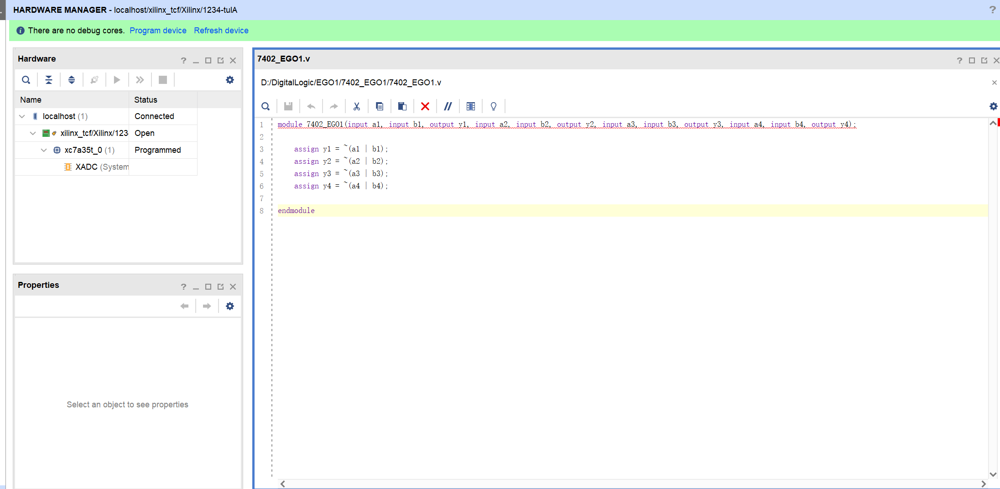 HARDWARE MANAGER - localhost/xilinx_tcf/Xilinx/1234-tulA
There are no debug cores. Program device Refresh device
Hardware
Name Status
localhost (1) Connected
xilinx_tcf/Xilinx/123 Open
xc7a35t_0 (1) Programmed
XADC (System
Properties
Select an object to see properties
7402_EGO1.v
D:/DigitalLogic/EGO1/7402_EGO1/7402_EGO1.v
1 module 7402_EGO1(input a1, input b1, output y1, input a2, input b2, output y2, input a3, input b3, output y3, input a4, input b4, output y4);
2
3 assign y1 = ~(a1 | b1);
4 assign y2 = ~(a2 | b2);
5 assign y3 = ~(a3 | b3);
6 assign y4 = ~(a4 | b4);
7
8 endmodule